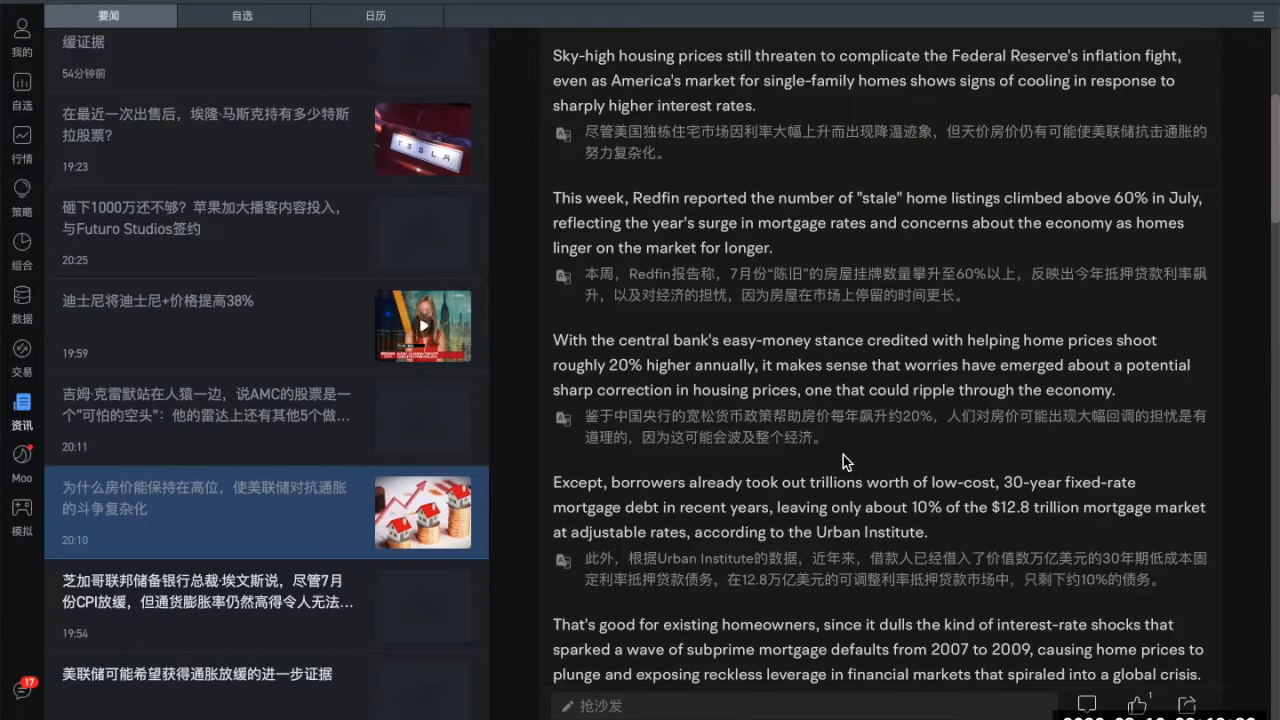 要闻
自选
日历
我的
自选
行情
策略
组合
数据
交易
资讯
Moo
模拟
17
缓证据
54分钟前
在最近一次出售后，埃隆·马斯克持有多少特斯
拉股票？
19:23
TESLA
砸下1000万还不够？苹果加大播客内容投入，
与Futuro Studios签约
20:25
迪士尼将迪士尼+价格提高38%
19:59
吉姆·克雷默站在人猿一边，说AMC的股票是一
个"可怕的空头"：他的雷达上还有其他5个做...
20:11
为什么房价能保持在高位，使美联储对抗通胀
的斗争复杂化
20:10
芝加哥联邦储备银行总裁·埃文斯说，尽管7月
份CPI放缓，但通货膨胀率仍然高得令人无法...
19:54
美联储可能希望获得通胀放缓的进一步证据
Sky-high housing prices still threaten to complicate the Federal Reserve's inflation fight,
even as America's market for single-family homes shows signs of cooling in response to
sharply higher interest rates.
尽管美国独栋住宅市场因利率大幅上升而出现降温迹象，但天价房价仍有可能使美联储抗击通胀的
努力复杂化。
This week, Redfin reported the number of "stale" home listings climbed above 60% in July,
reflecting the year's surge in mortgage rates and concerns about the economy as homes
linger on the market for longer.
本周，Redfin报告称，7月份“陈旧”的房屋挂牌数量攀升至60%以上，反映出今年抵押贷款利率飙
升，以及对经济的担忧，因为房屋在市场上停留的时间更长。
With the central bank's easy-money stance credited with helping home prices shoot
roughly 20% higher annually, it makes sense that worries have emerged about a potential
sharp correction in housing prices, one that could ripple through the economy.
鉴于中国央行的宽松货币政策帮助房价每年飙升约20%，人们对房价可能出现大幅回调的担忧是有
道理的，因为这可能会波及整个经济。
Except, borrowers already took out trillions worth of low-cost, 30-year fixed-rate
mortgage debt in recent years, leaving only about 10% of the $12.8 trillion mortgage market
at adjustable rates, according to the Urban Institute.
此外，根据Urban Institute的数据，近年来，借款人已经借入了价值数万亿美元的30年期低成本固
定利率抵押贷款债务，在12.8万亿美元的可调整利率抵押贷款市场中，只剩下约10%的债务。
That's good for existing homeowners, since it dulls the kind of interest-rate shocks that
sparked a wave of subprime mortgage defaults from 2007 to 2009, causing home prices to
plunge and exposing reckless leverage in financial markets that spiraled into a global crisis.
抢沙发
1